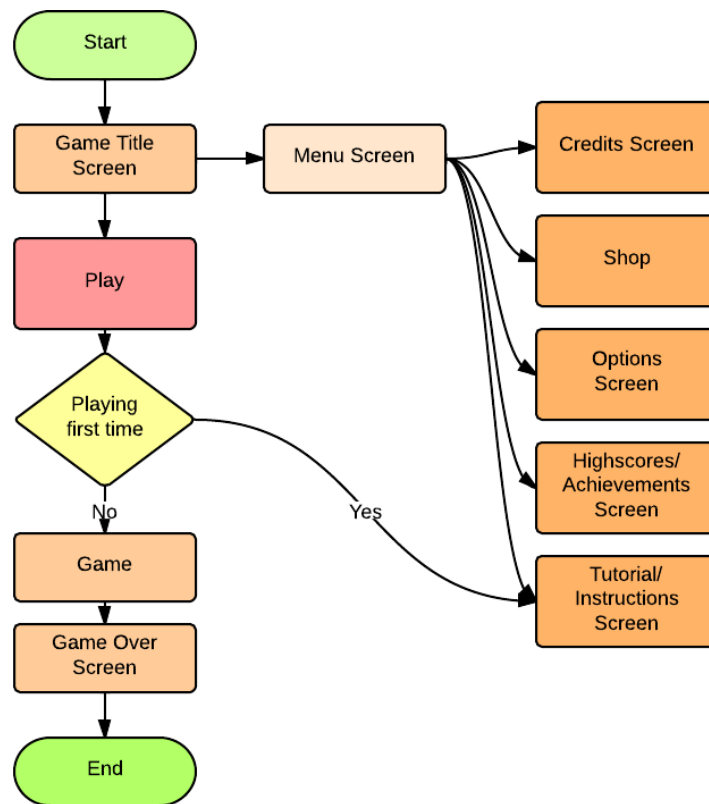 Start
Game Title
Screen
Menu Screen
Credits Screen
Play
Shop
Playing
first time
Options
Screen
Highscores/
Achievements
Screen
No
Yes
Game
Tutorial/
Instructions
Screen
Game Over
Screen
End